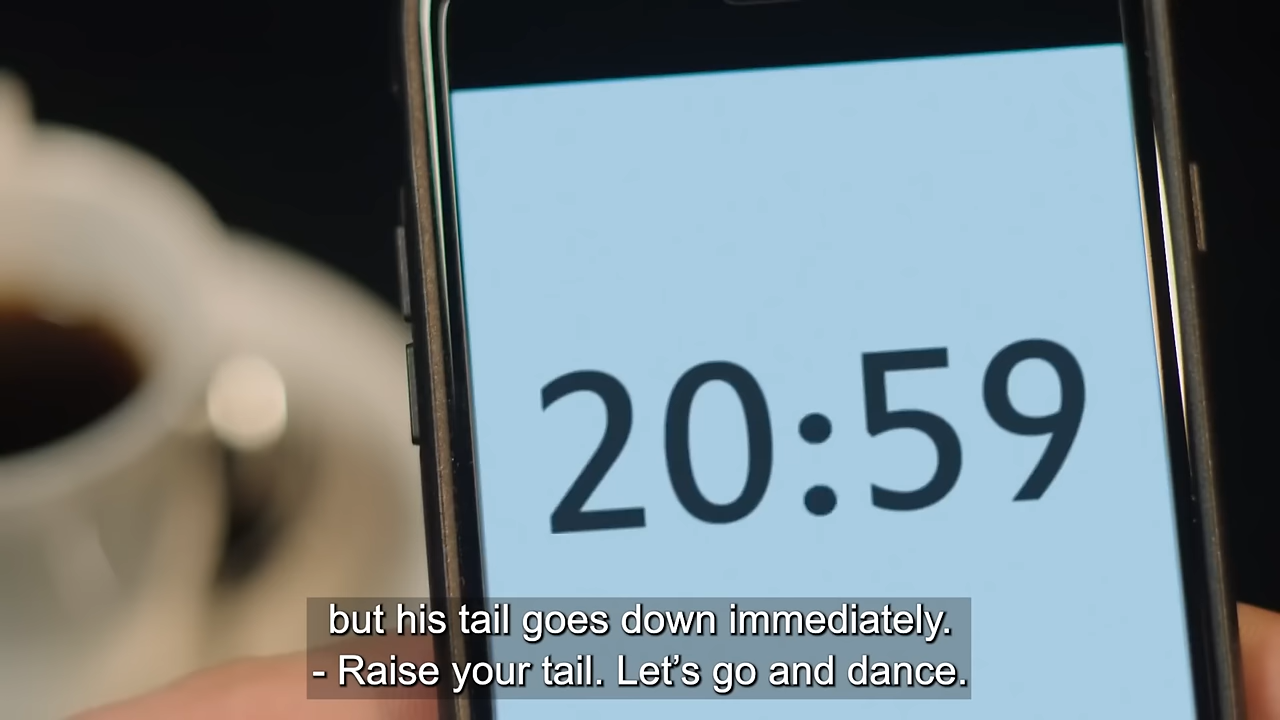 20:59
but his tail goes down immediately.
- Raise your tail. Let’s go and dance.